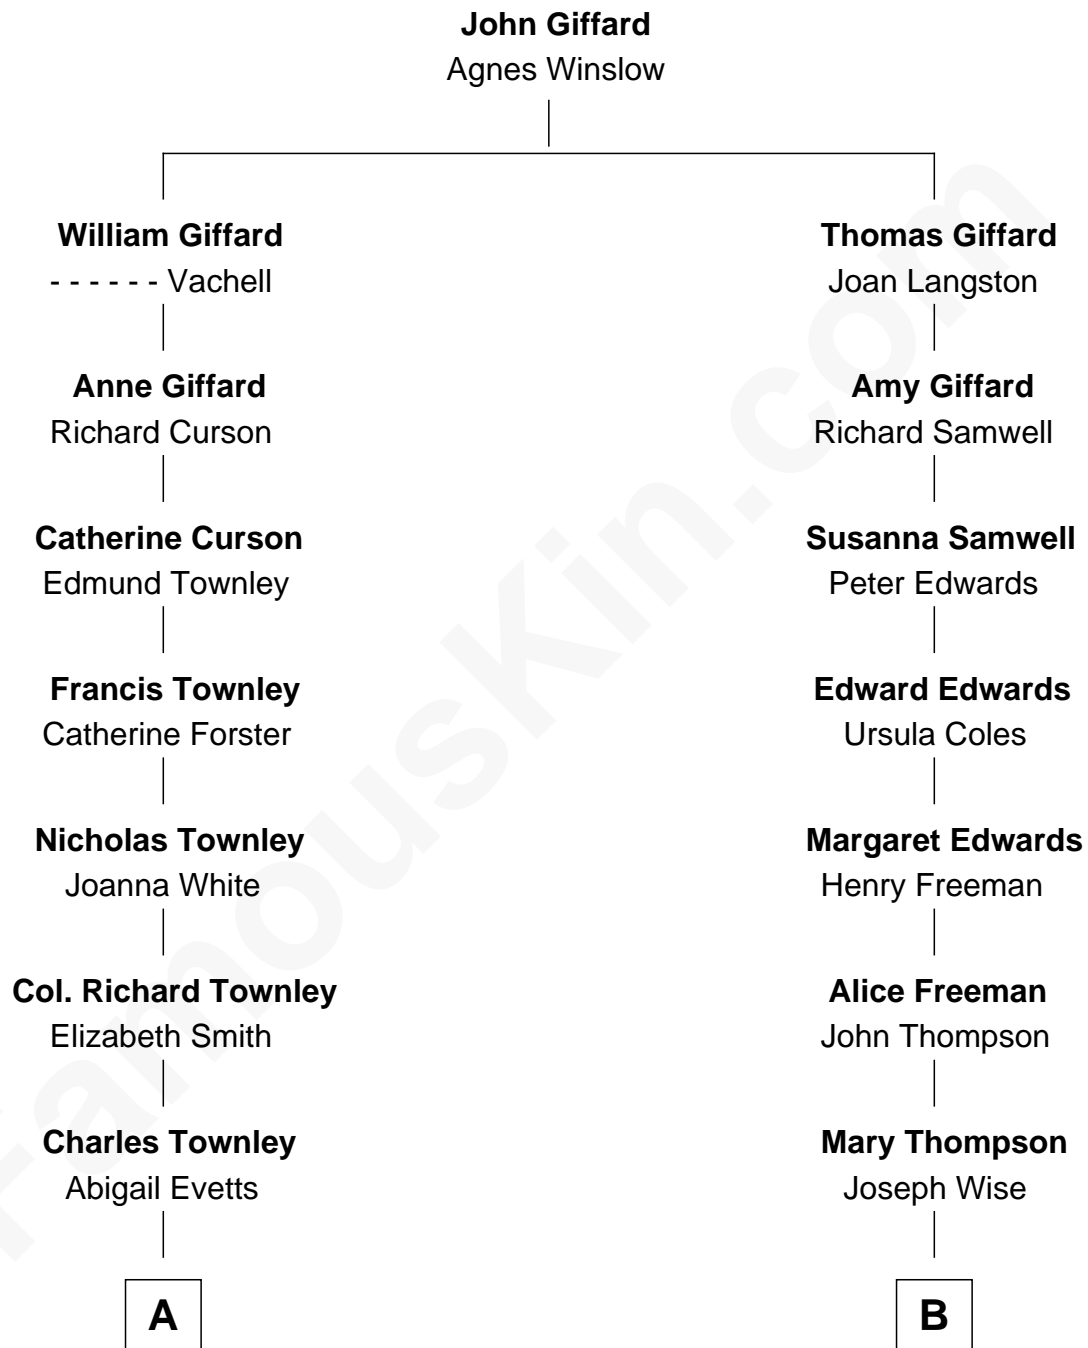 John Giffard
Agnes Winslow
William Giffard
- - - - - - Vachell
Anne Giffard
Richard Curson
Catherine Curson
Edmund Townley
Francis Townley
Catherine Forster
Nicholas Townley
Joanna White
Col. Richard Townley
Elizabeth Smith
Charles Townley
Abigail Evetts
A
Thomas Giffard
Joan Langston
Amy Giffard
Richard Samwell
Susanna Samwell
Peter Edwards
Edward Edwards
Ursula Coles
Margaret Edwards
Henry Freeman
Alice Freeman
John Thompson
Mary Thompson
Joseph Wise
B
FamousKin.com